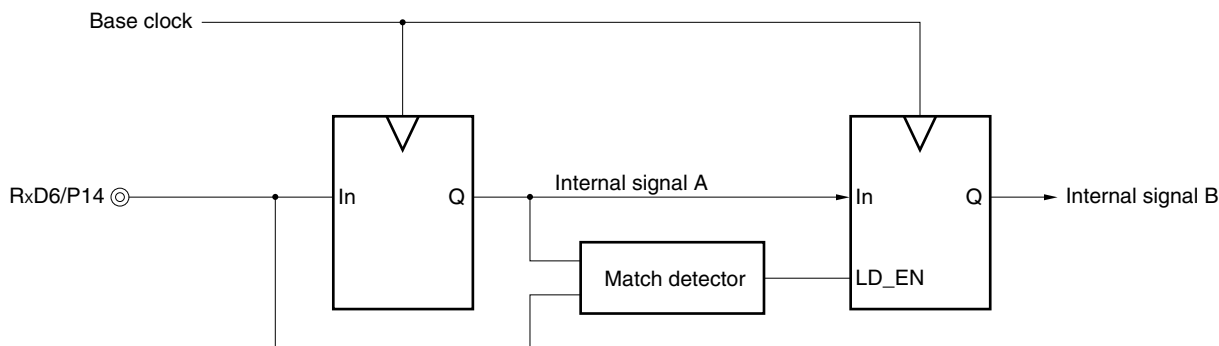 Base clock
RxD6/P14
In
Q
Internal signal A
In
Q
Internal signal B
Match detector
LD_EN